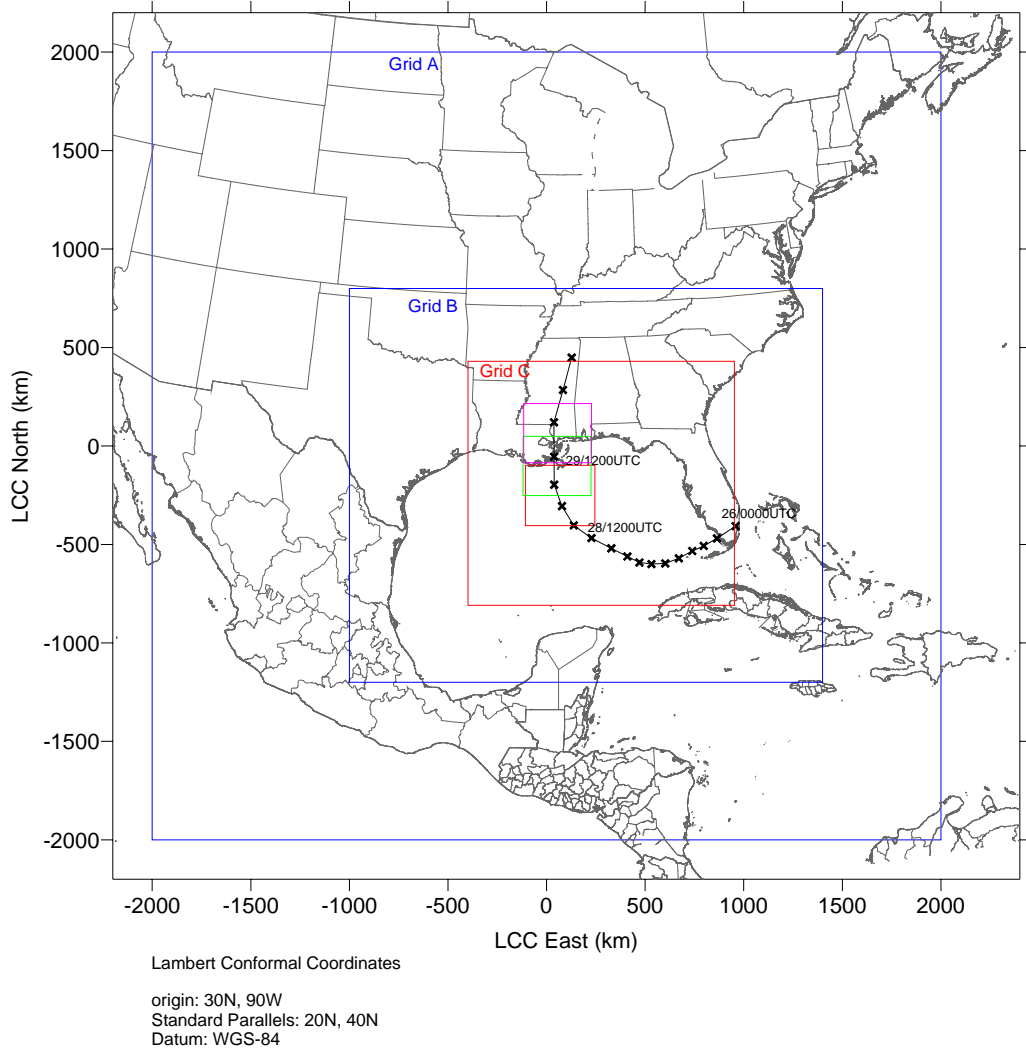 2000
1500
1000
500
0
-500
-1000
-1500
-2000
LCC North (km)
Grid A
Grid B
Grid C
29/1200UTC
26/0000UTC
28/1200UTC
-2000 -1500 -1000 -500 0 500 1000 1500 2000
LCC East (km)
Lambert Conformal Coordinates
origin: 30N, 90W
Standard Parallels: 20N, 40N
Datum: WGS-84